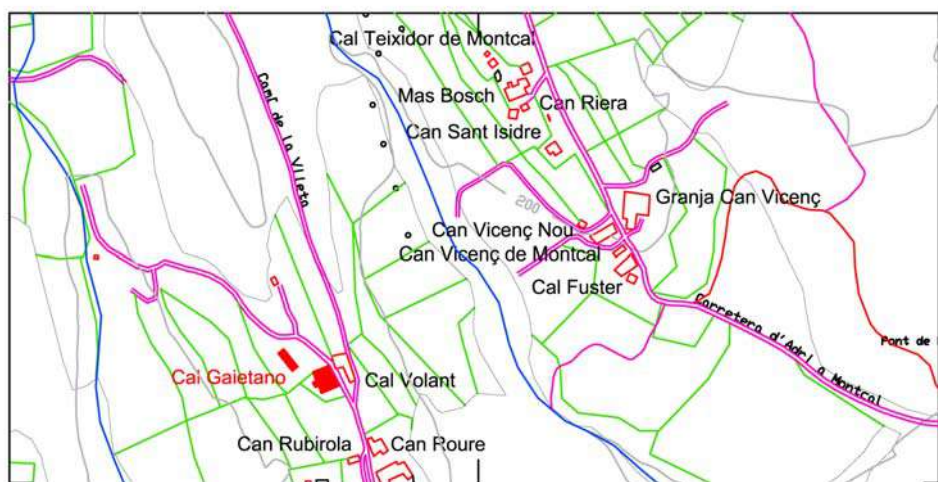 Cal Teixidor de Montcal
Camí de la Vileta
Mas Bosch
Can Riera
Can Sant Isidre
Granja Can Vicenç
200
Can Vicenç Nou
Can Vicenç de Montcal
Cal Fuster
Carretera d'Adri a Montcal
Pont de
Cal Gaietano
Cal Volant
Can Rubirola
Can Roure